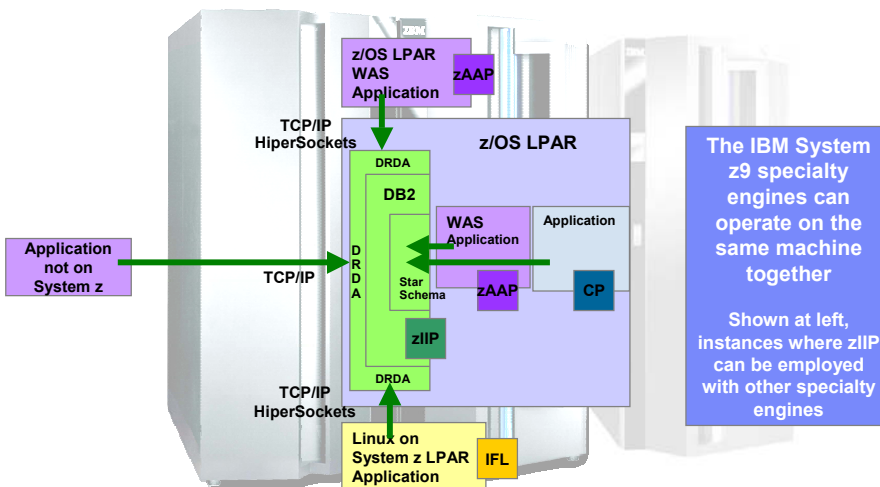 IBM
z/OS LPAR
WAS
Application
zAAP
TCP/IP
HiperSockets
z/OS LPAR
DRDA
DB2
WAS
Application
Application
D
R
D
A
Star
Schema
zAAP
CP
zIIP
DRDA
Application
not on
System z
TCP/IP
TCP/IP
HiperSockets
Linux on
System z LPAR
Application
IFL
The IBM System
z9 specialty
engines can
operate on the
same machine
together
Shown at left,
instances where zIIP
can be employed
with other specialty
engines